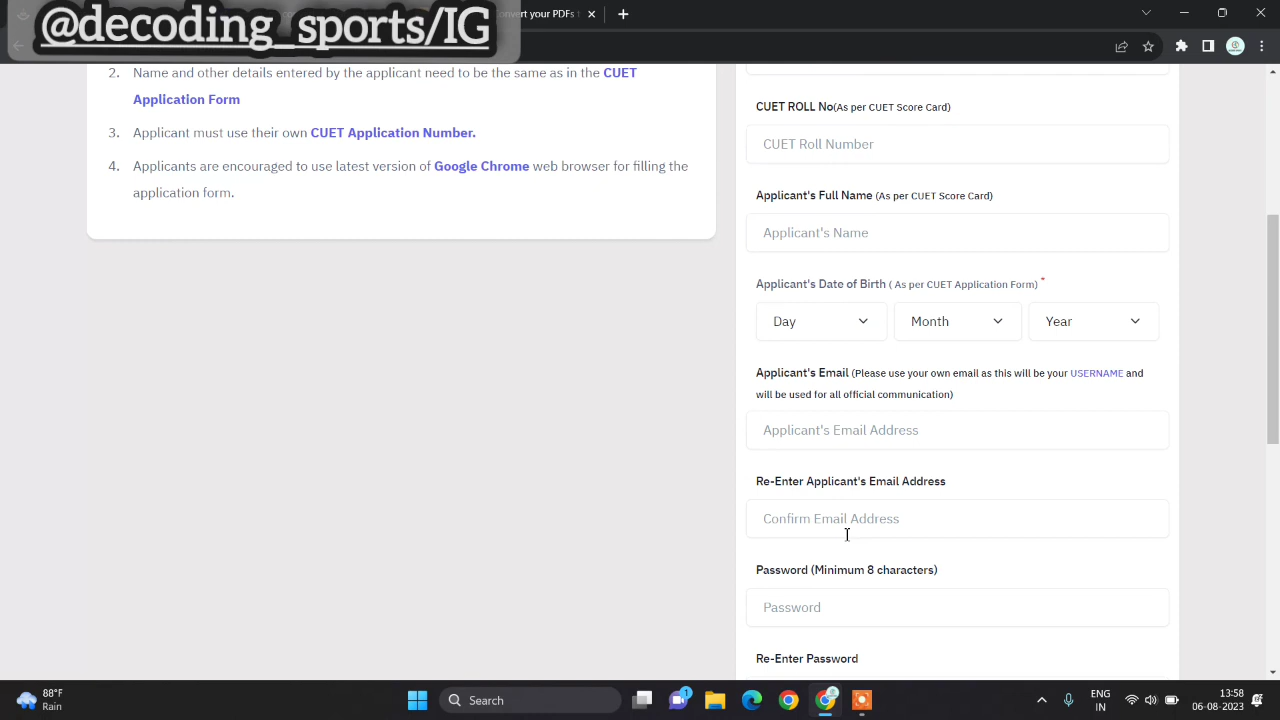 @decoding_sports/IG
onvert your PDFs t
2. Name and other details entered by the applicant need to be the same as in the CUET
Application Form
3. Applicant must use their own CUET Application Number.
4. Applicants are encouraged to use latest version of Google Chrome web browser for filling the
application form.
CUET ROLL No(As per CUET Score Card)
CUET Roll Number
Applicant's Full Name (As per CUET Score Card)
Applicant's Name
Applicant's Date of Birth ( As per CUET Application Form) *
Day Month Year
Applicant's Email (Please use your own email as this will be your USERNAME and
will be used for all official communication)
Applicant's Email Address
Re-Enter Applicant's Email Address
Confirm Email Address
Password (Minimum 8 characters)
Password
Re-Enter Password
88°F
Rain
Search
1
ENG
IN
13:58
06-08-2023